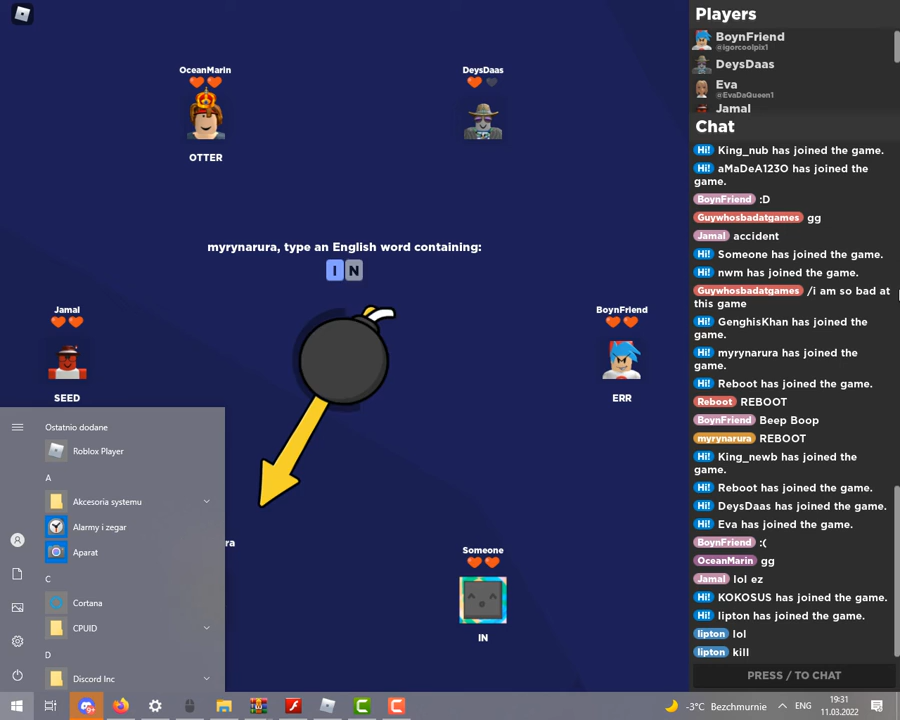 OceanMarin
OTTER
DeysDaas
myrynarura, type an English word containing:
I N
Jamal
SEED
BoynFriend
ERR
ra
Someone
IN
Players
BoynFriend
@igorcoolpix1
DeysDaas
Eva
@EvaDaQueen1
Jamal
Chat
Hi! King_nub has joined the game.
Hi! aMaDeA123O has joined the
game.
BoynFriend :D
Guywhosbadatgames gg
Jamal accident
Hi! Someone has joined the game.
Hi! nwm has joined the game.
Guywhosbadatgames /i am so bad at
this game
Hi! GenghisKhan has joined the
game.
Hi! myrynarura has joined the
game.
Hi! Reboot has joined the game.
Reboot REBOOT
BoynFriend Beep Boop
myrynarura REBOOT
Hi! King_newb has joined the
game.
Hi! Reboot has joined the game.
Hi! DeysDaas has joined the game.
Hi! Eva has joined the game.
BoynFriend :(
OceanMarin gg
Jamal lol ez
Hi! KOKOSUS has joined the game.
Hi! lipton has joined the game.
lipton lol
lipton kill
PRESS / TO CHAT
Ostatnio dodane
Roblox Player
A
Akcesoria systemu
Alarmy i zegar
Aparat
C
Cortana
CPUID
D
Discord Inc
-3°C Bezchmurnie
ENG
19:31
11.03.2022